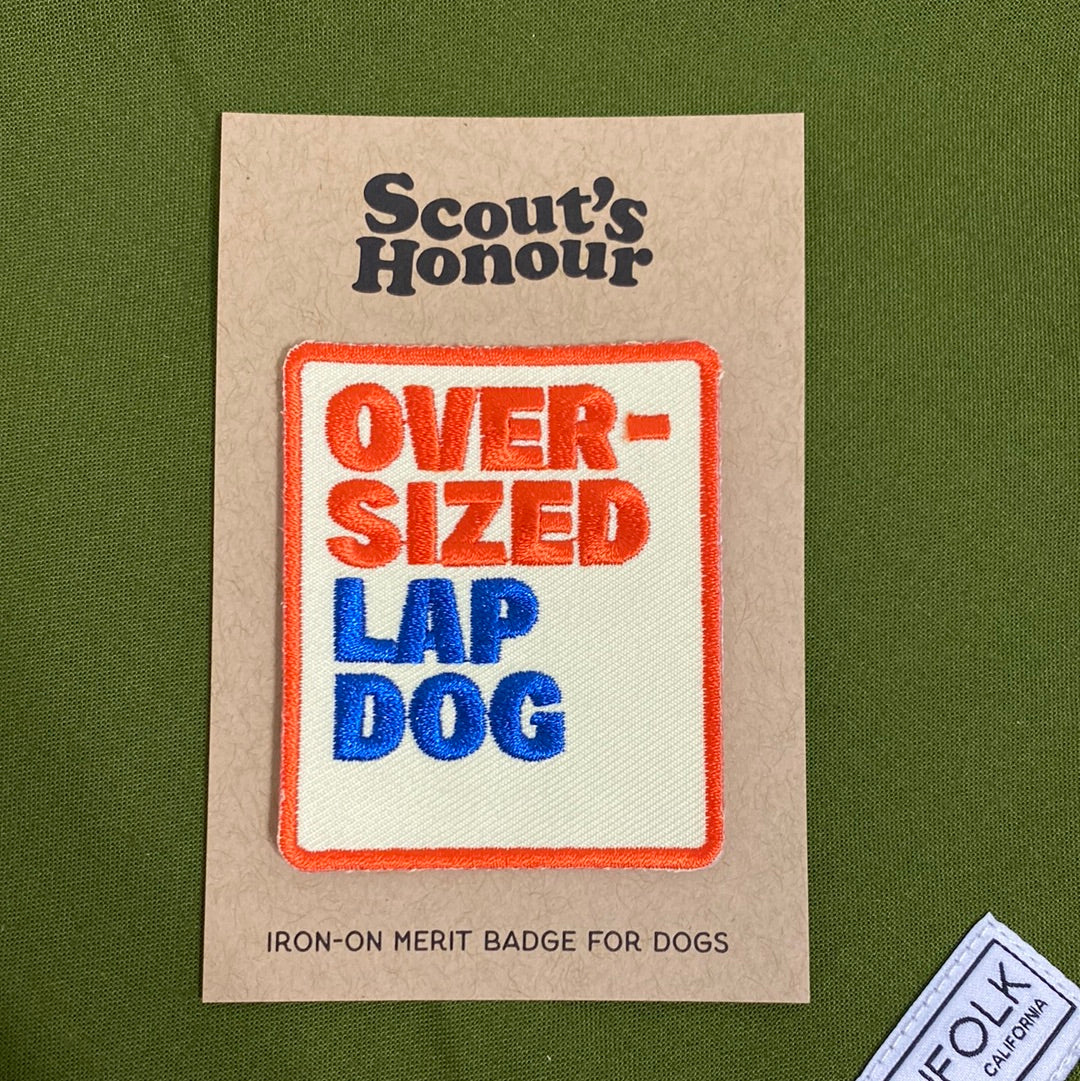 Scout's
Honour
OVER-
SIZED
LAP
DOG
IRON-ON MERIT BADGE FOR DOGS
FOLK
CALIFORNIA